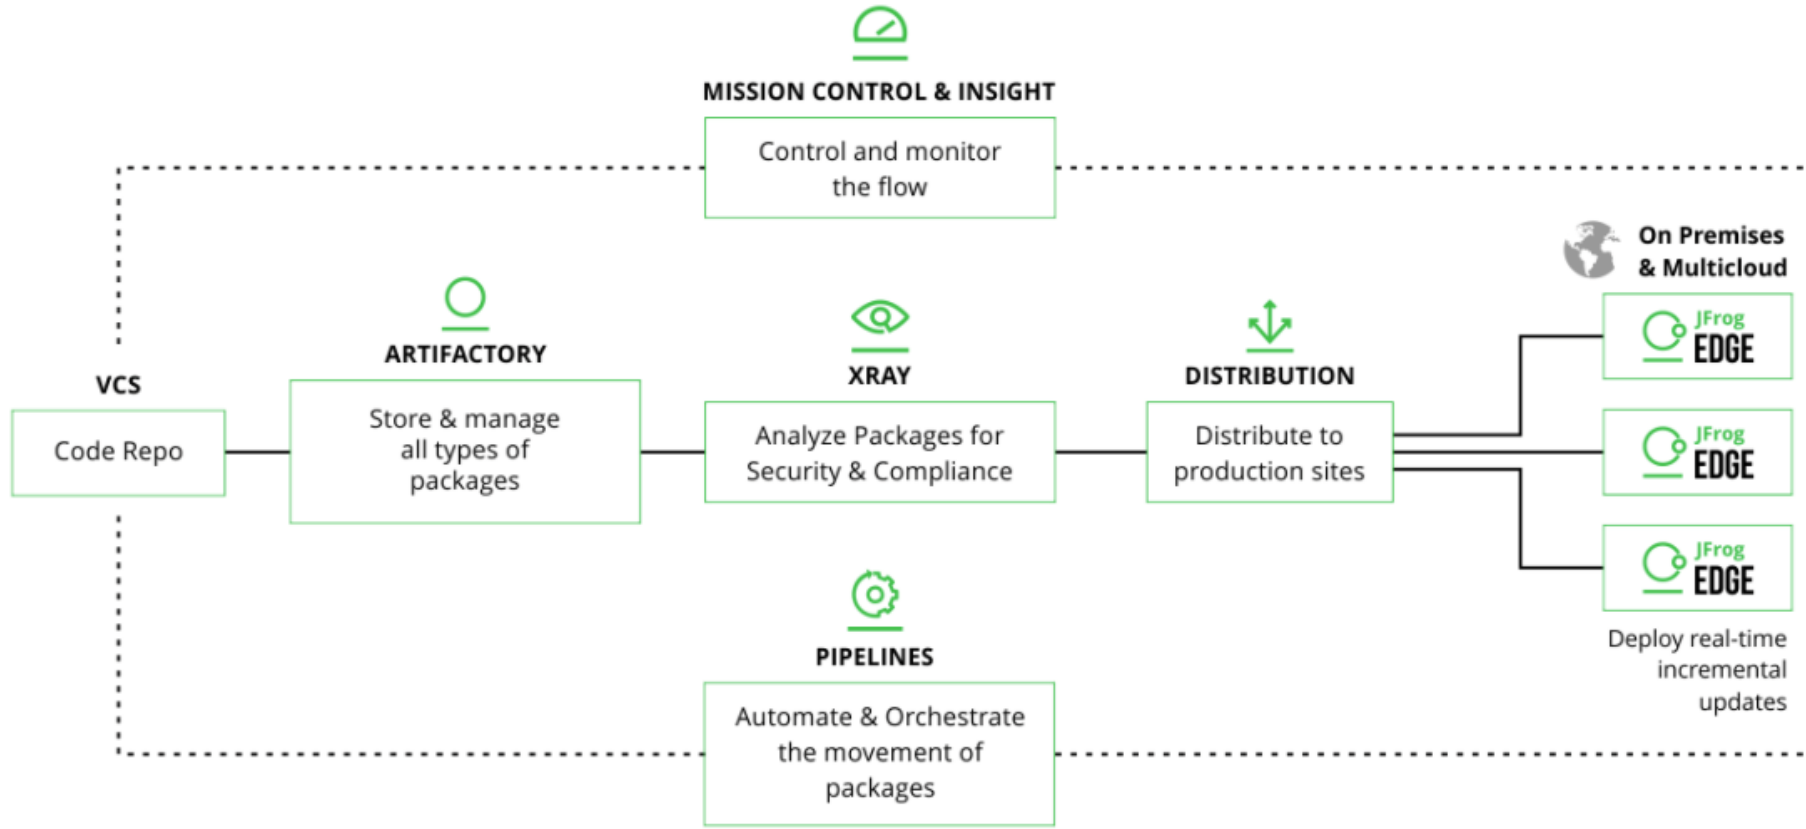 MISSION CONTROL & INSIGHT
Control and monitor
the flow
On Premises
& Multicloud
VCS
Code Repo
ARTIFACTORY
Store & manage
all types of
packages
XRAY
Analyze Packages for
Security & Compliance
DISTRIBUTION
Distribute to
production sites
JFrog
EDGE
JFrog
EDGE
JFrog
EDGE
Deploy real-time
incremental
updates
PIPELINES
Automate & Orchestrate
the movement of
packages